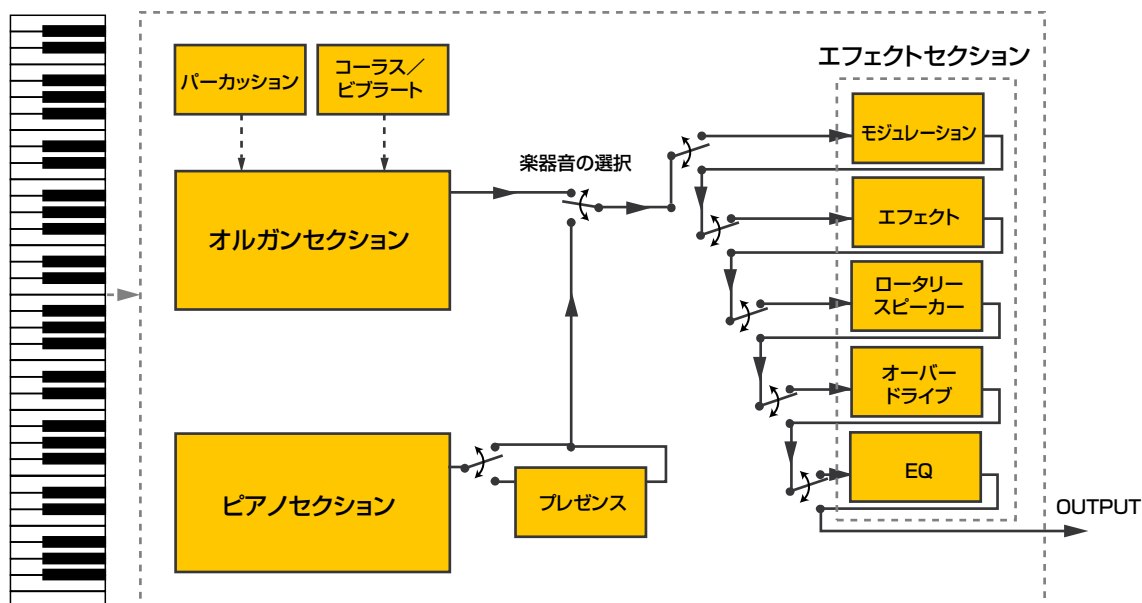 エフェクトセクション
パーカッション
コーラス／
ビブラート
モジュレーション
楽器音の選択
オルガンセクション
エフェクト
ロータリー
スピーカー
オーバー
ドライブ
ピアノセクション
プレゼンス
EQ
OUTPUT